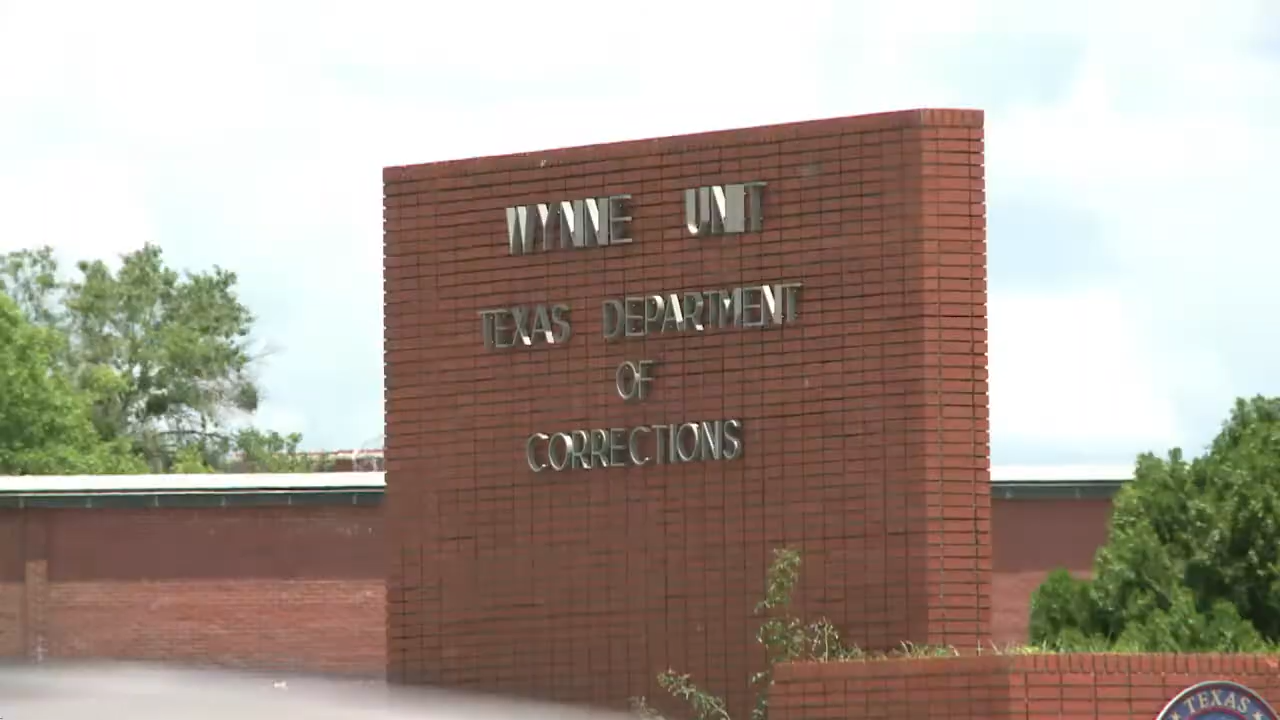 WYNNE UNIT
TEXAS DEPARTMENT
OF
CORRECTIONS
TEXAS